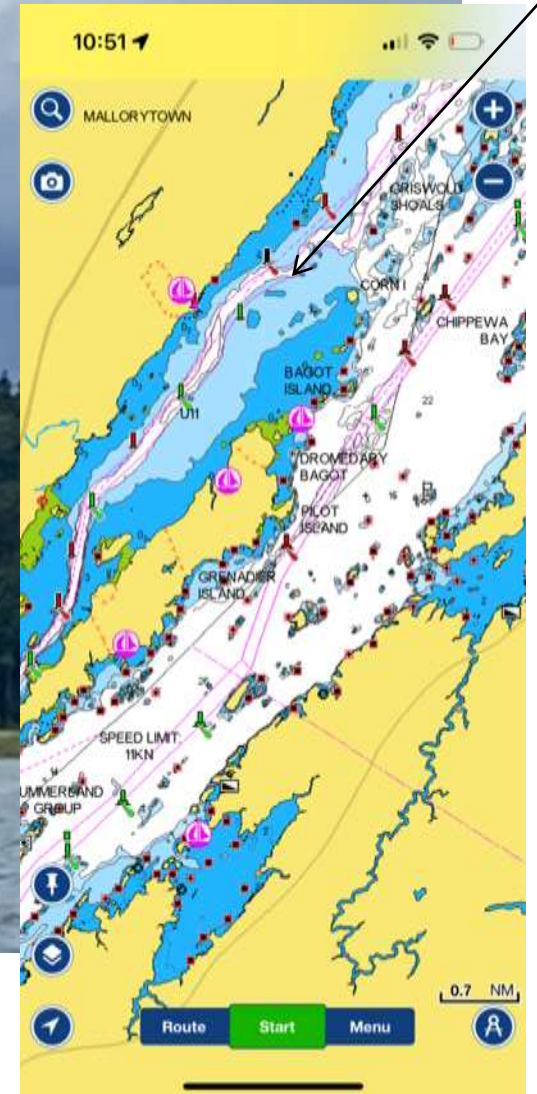 10:51
MALLORYTOWN
GRISWOLD
SHOALS
CORN I
CHIPPEWA
BAY
BAGOT
ISLAND
U11
22
DROMEDARY
BAGOT
PILOT
ISLAND
GRENADIER
ISLAND
SPEED LIMIT
11KN
UMMERLAND
GROUP
0.7 NM
Route
Start
Menu